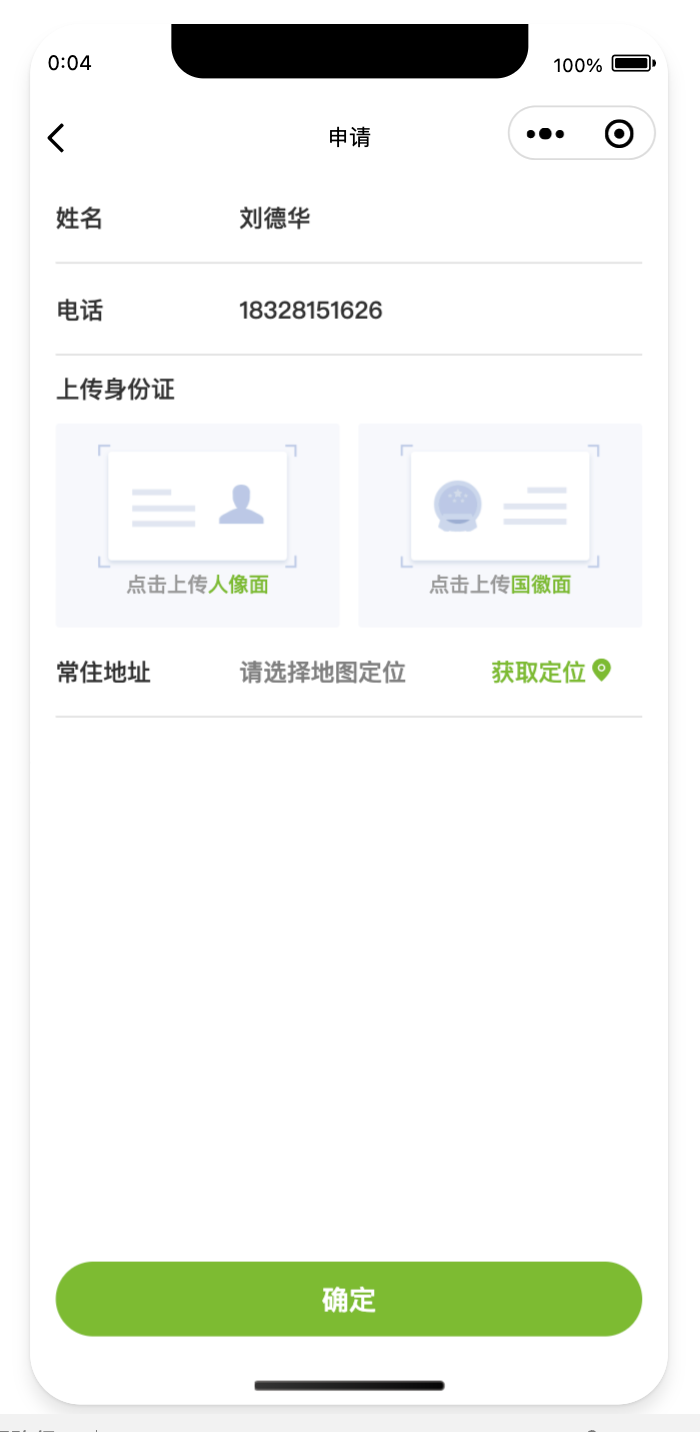 0:04 100%
申请
姓名 刘德华
电话 18328151626
上传身份证
点击上传人像面 点击上传国徽面
常住地址 请选择地图定位 获取定位
确定